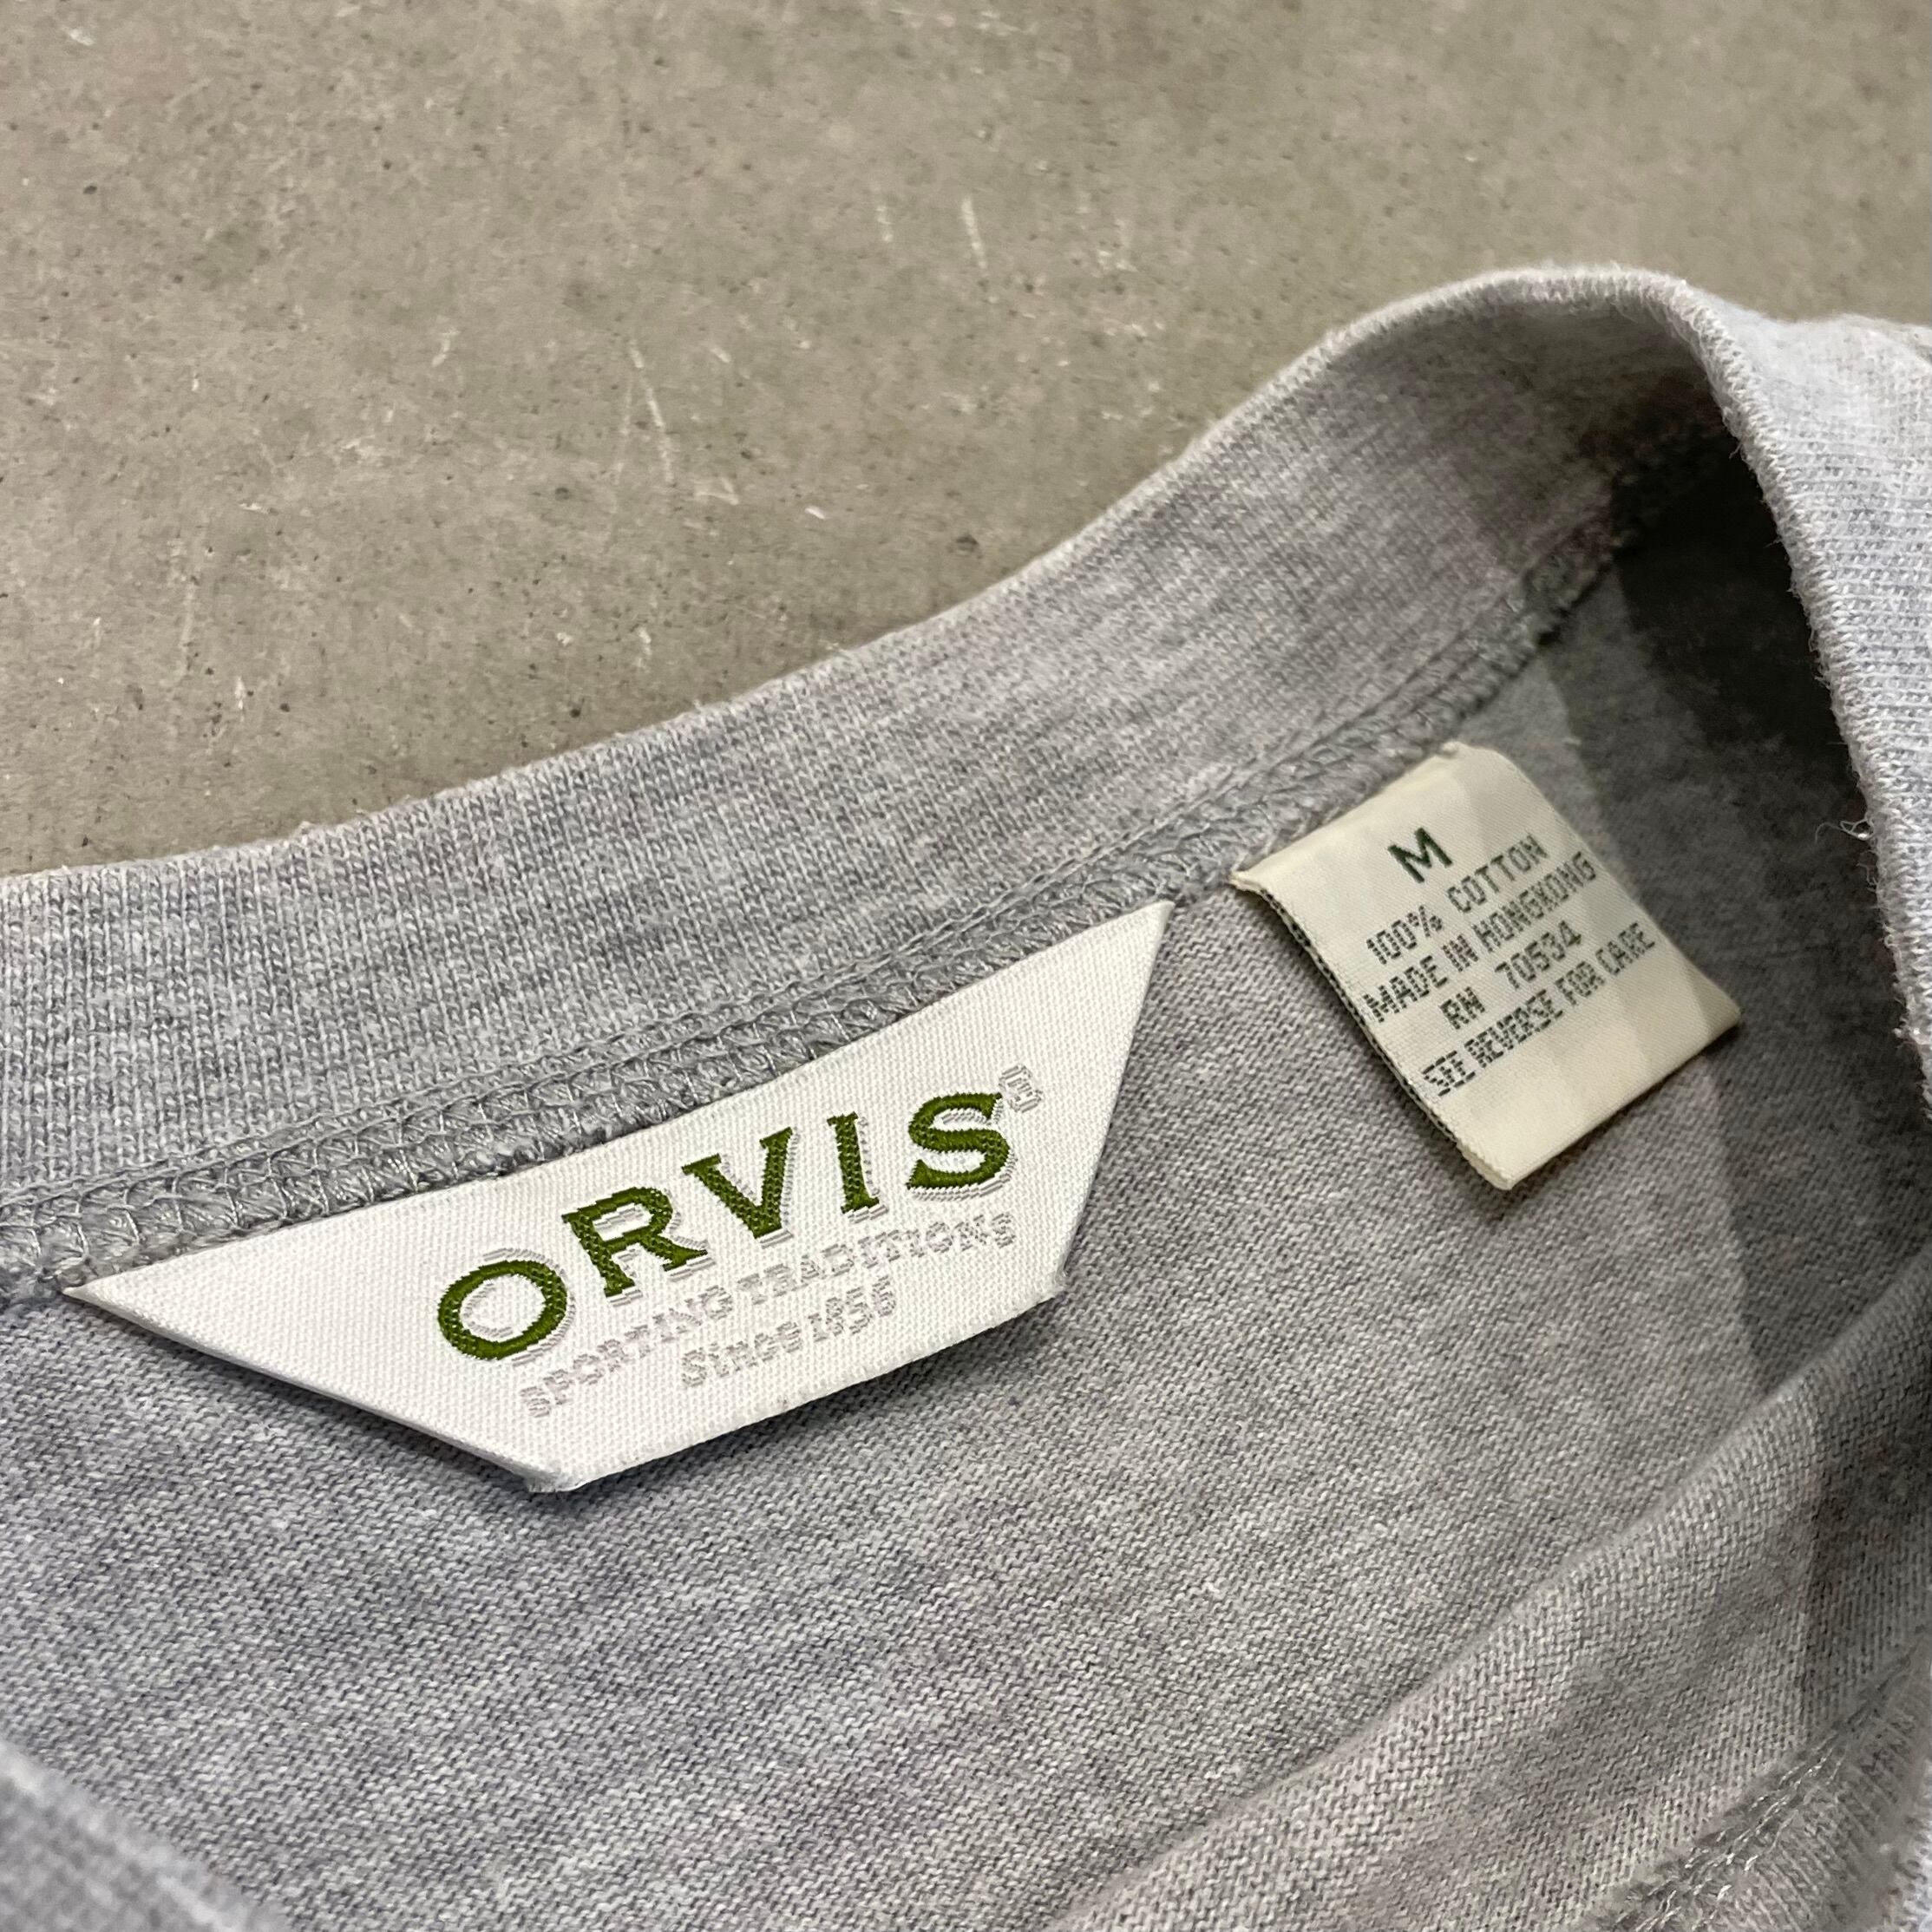 ORVIS®
SPORTING TRADITIONS
Since 1856
M
100% COTTON
MADE IN HONGKONG
RN 70534
SEE REVERSE FOR CARE